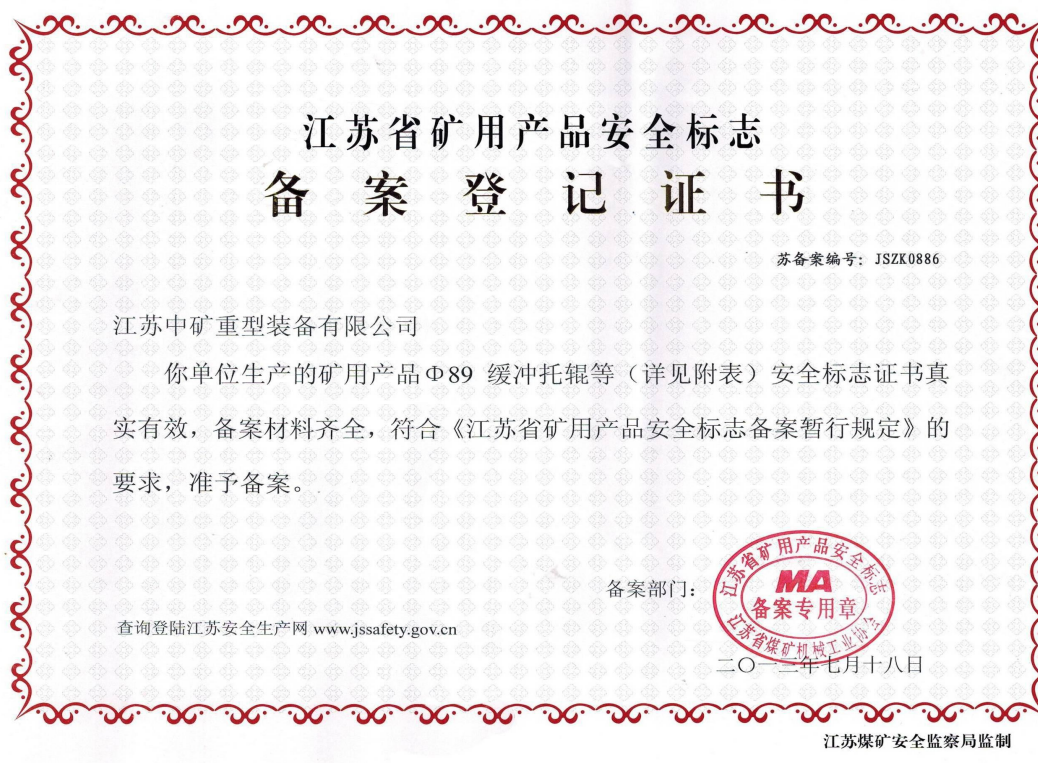 江苏省矿用产品安全标志
备案登记证书
苏备案编号：JSZK0886
江苏中矿重型装备有限公司
你单位生产的矿用产品Φ89 缓冲托辊等（详见附表）安全标志证书真
实有效，备案材料齐全，符合《江苏省矿用产品安全标志备案暂行规定》的
要求，准予备案。
备案部门：
江苏省矿用产品安全标志
MA
备案专用章
江苏省煤矿机械工业协会
查询登陆江苏安全生产网 www.jssafety.gov.cn
年七月十八日
江苏煤矿安全监察局监制